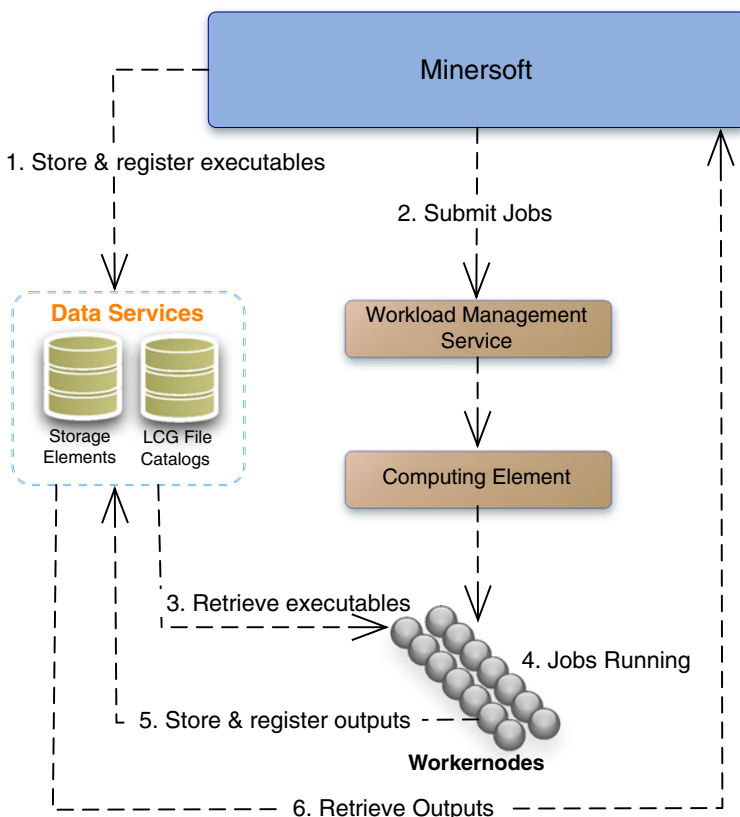 Minersoft
1. Store & register executables
2. Submit Jobs
Data Services
Storage
Elements
LCG File
Catalogs
Workload Management
Service
Computing Element
3. Retrieve executables
4. Jobs Running
5. Store & register outputs
Workernodes
6. Retrieve Outputs